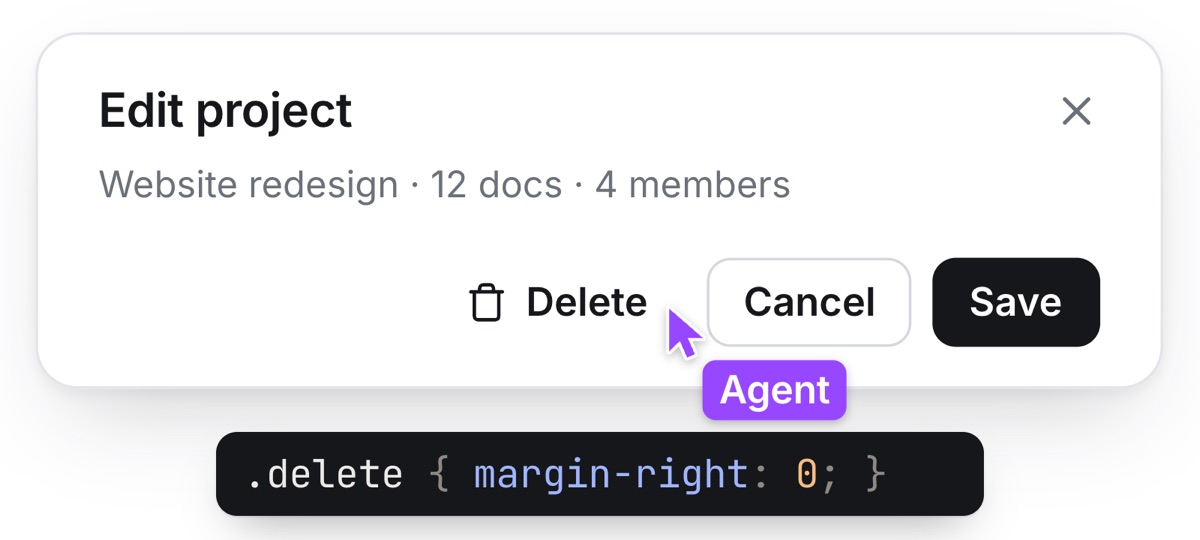 Edit project
Website redesign · 12 docs · 4 members
Delete Cancel Save
Agent
.delete { margin-right: 0; }